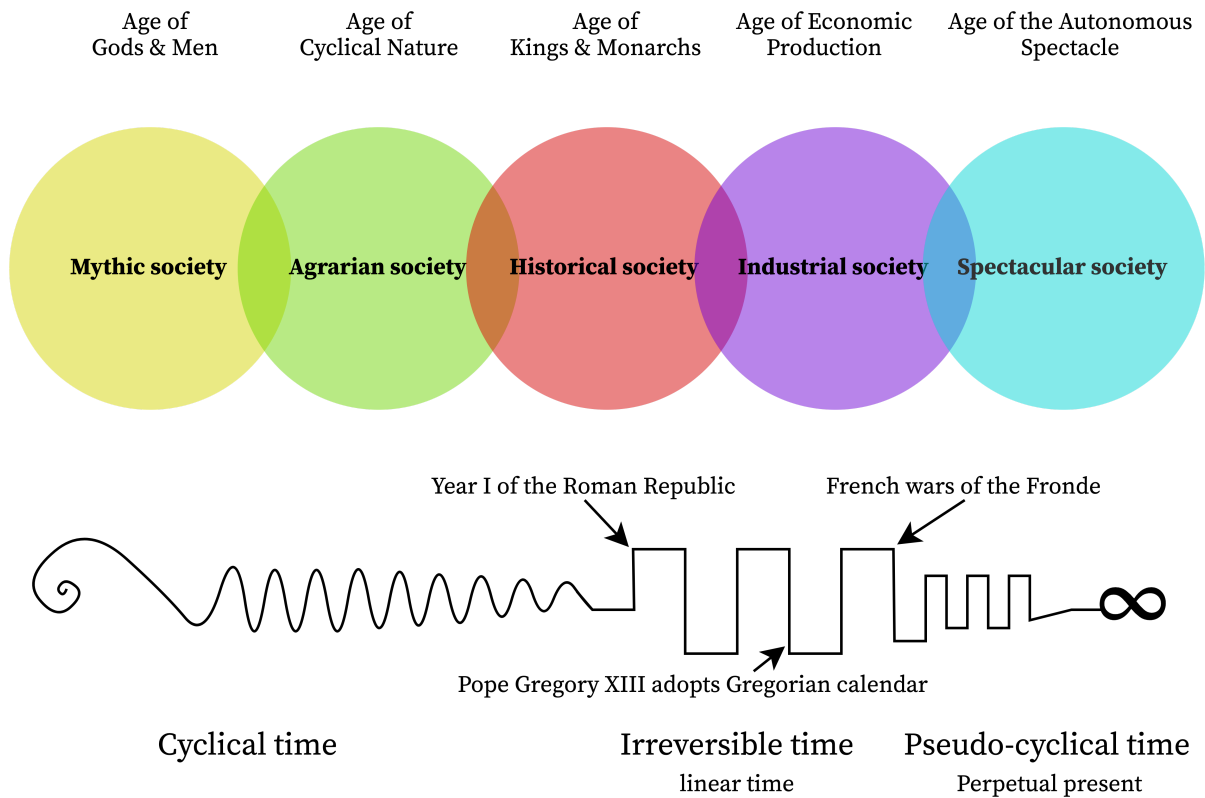 Age of
Gods & Men
Age of
Cyclical Nature
Age of
Kings & Monarchs
Age of Economic
Production
Age of the Autonomous
Spectacle
Mythic society
Agrarian society
Historical society
Industrial society
Spectacular society
Year I of the Roman Republic
French wars of the Fronde
∞
Pope Gregory XIII adopts Gregorian calendar
Cyclical time
Irreversible time
linear time
Pseudo-cyclical time
Perpetual present